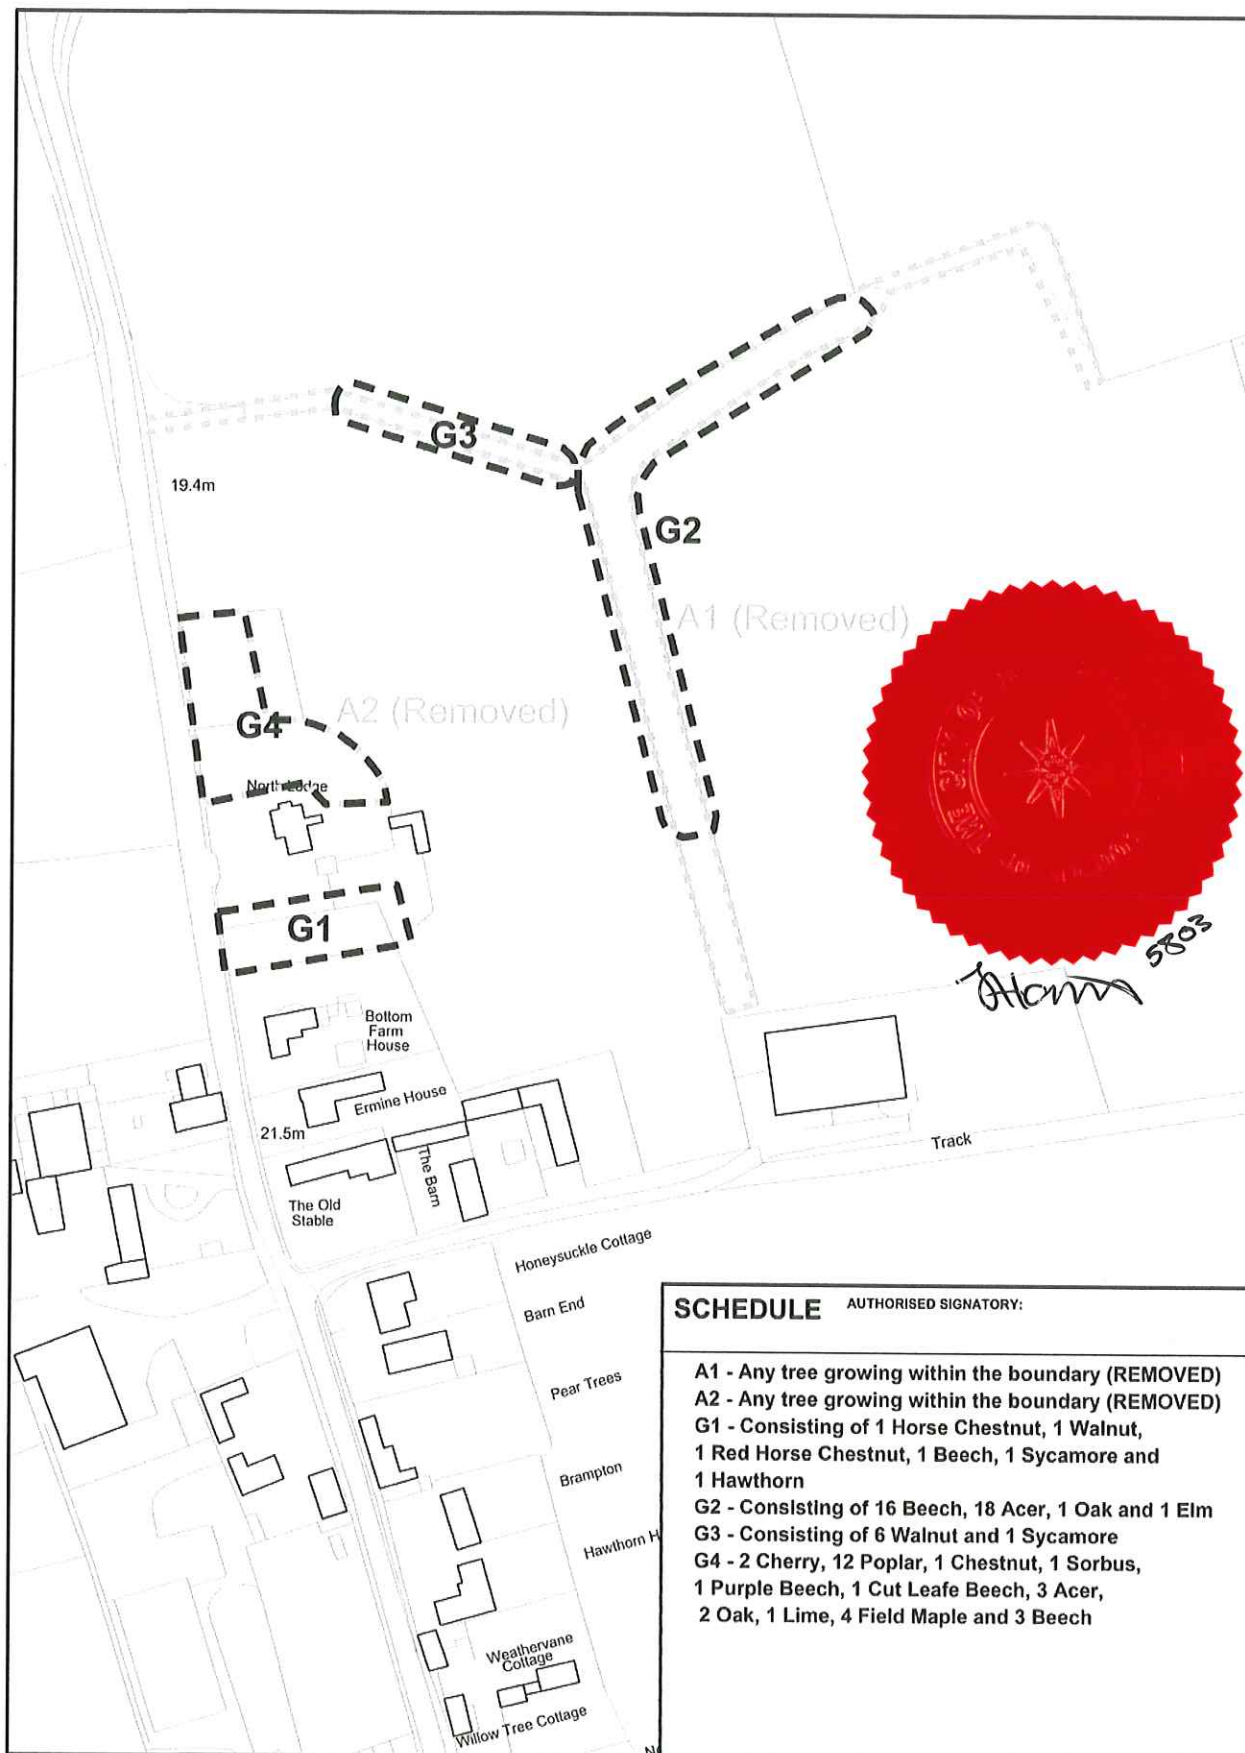 G3
19.4m
G2
A1 (Removed)
A2 (Removed)
G4
North Lodge
G1
5803
Bottom
Farm
House
Ermine House
21.5m
The Barn
Track
The Old
Stable
Honeysuckle Cottage
Barn End
Pear Trees
Brampton
Hawthorn H
Weathervane
Cottage
Willow Tree Cottage
SCHEDULE AUTHORISED SIGNATORY:
A1 - Any tree growing within the boundary (REMOVED)
A2 - Any tree growing within the boundary (REMOVED)
G1 - Consisting of 1 Horse Chestnut, 1 Walnut,
1 Red Horse Chestnut, 1 Beech, 1 Sycamore and
1 Hawthorn
G2 - Consisting of 16 Beech, 18 Acer, 1 Oak and 1 Elm
G3 - Consisting of 6 Walnut and 1 Sycamore
G4 - 2 Cherry, 12 Poplar, 1 Chestnut, 1 Sorbus,
1 Purple Beech, 1 Cut Leafe Beech, 3 Acer,
2 Oak, 1 Lime, 4 Field Maple and 3 Beech